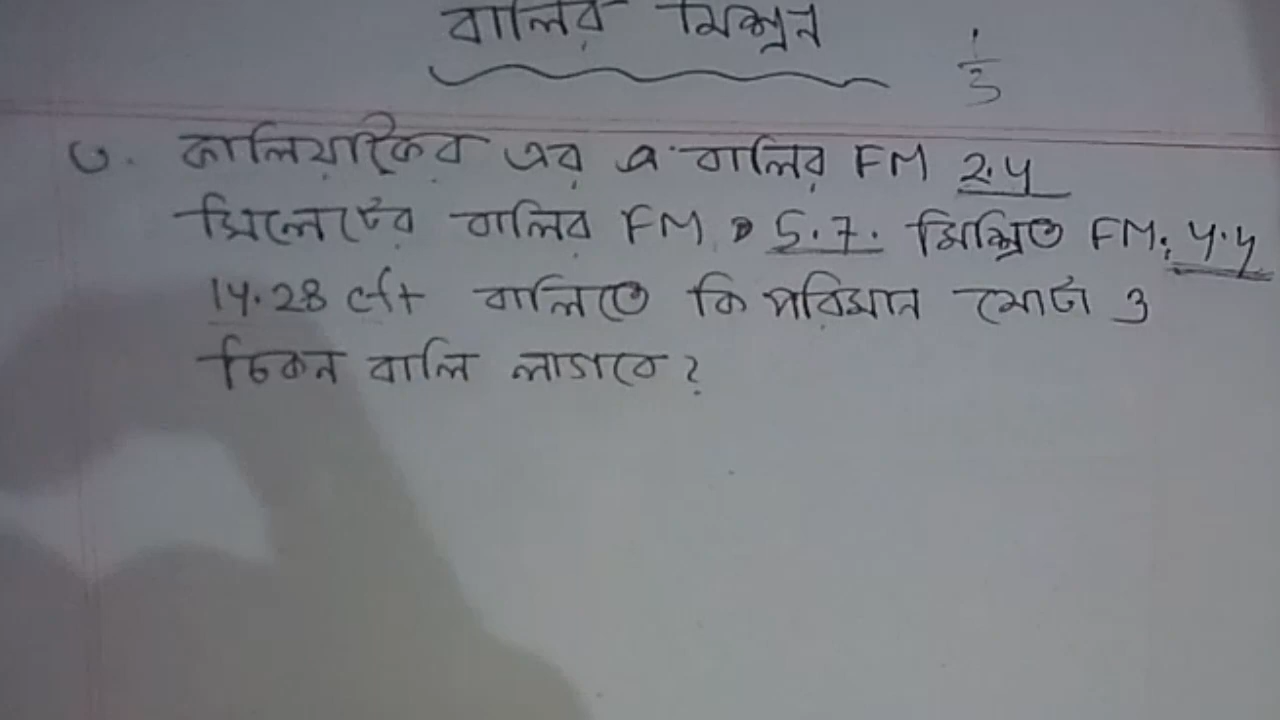 বালির মিশ্রন
1/3
৩. কালিয়াকৈর এর বালির FM 2.4
সিলেটের বালির FM 5.7. মিশ্রিত FM: 4.4
14.28 cft বালিতে কি পরিমান মোটা ও
চিকন বালি লাগবে?